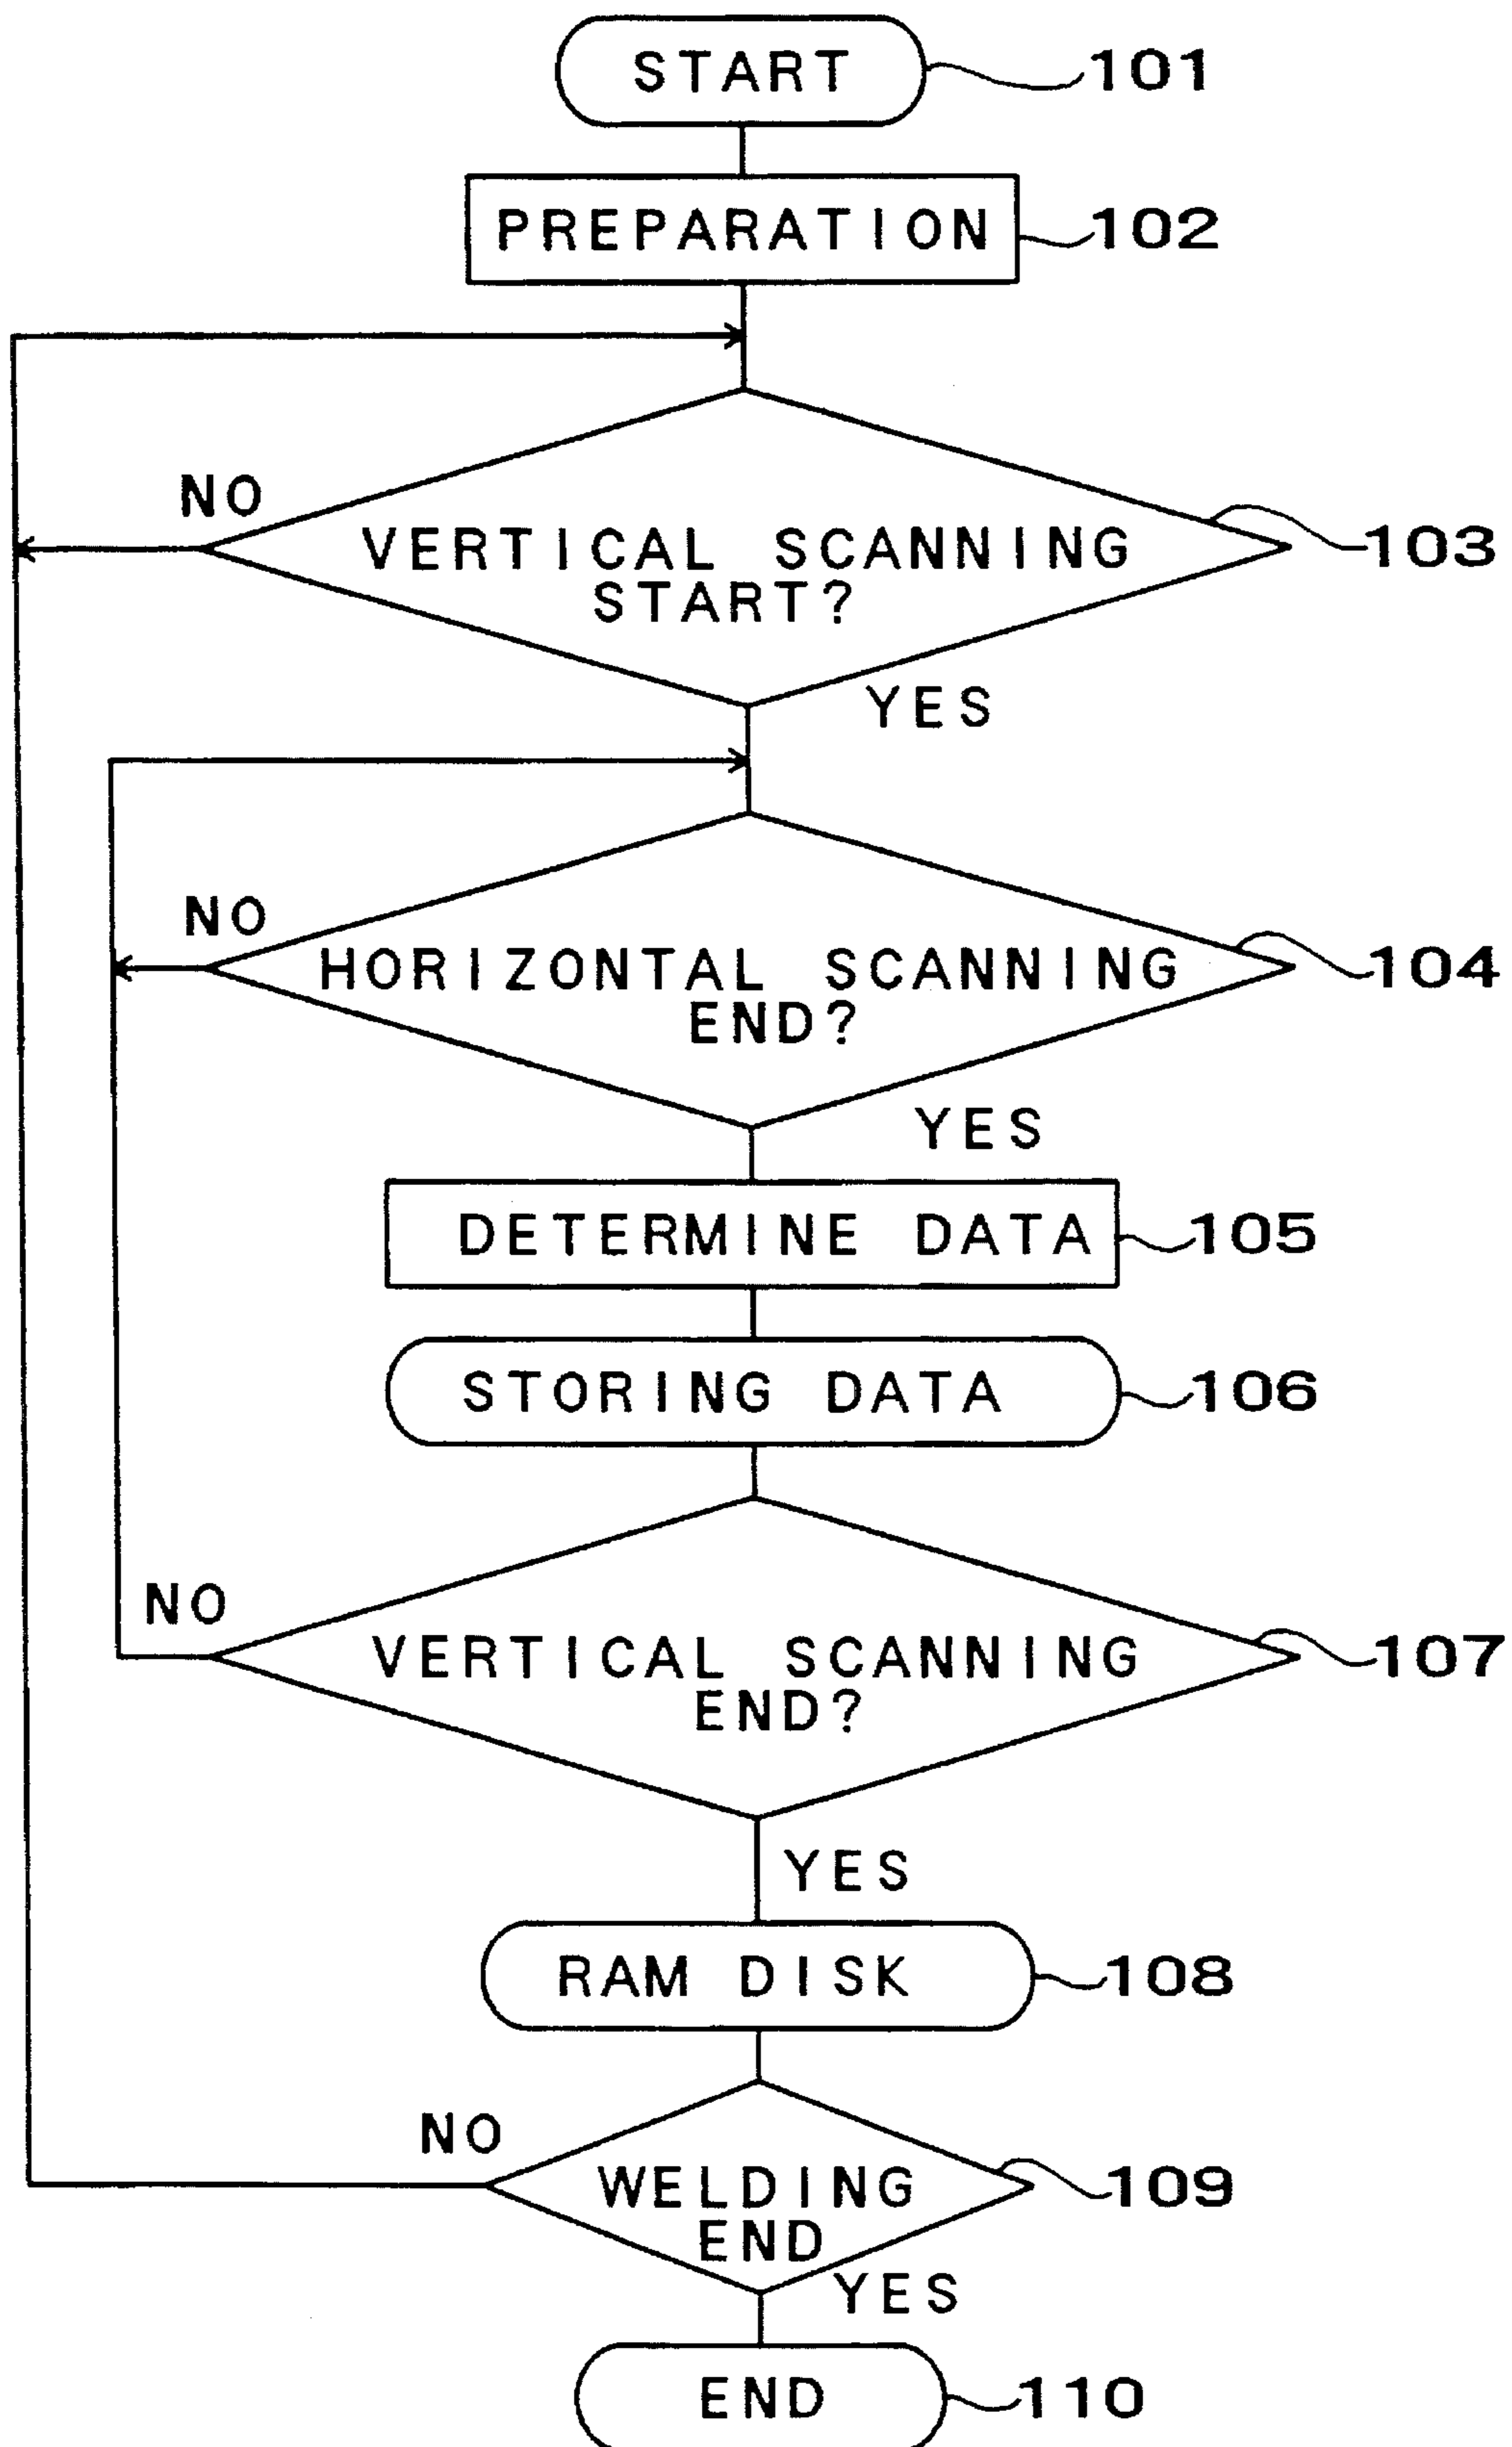 START
101
PREPARATION
102
NO
VERTICAL SCANNING
START?
103
YES
NO
HORIZONTAL SCANNING
END?
104
YES
DETERMINE DATA
105
STORING DATA
106
NO
VERTICAL SCANNING
END?
107
YES
RAM DISK
108
NO
WELDING
END
109
YES
END
110